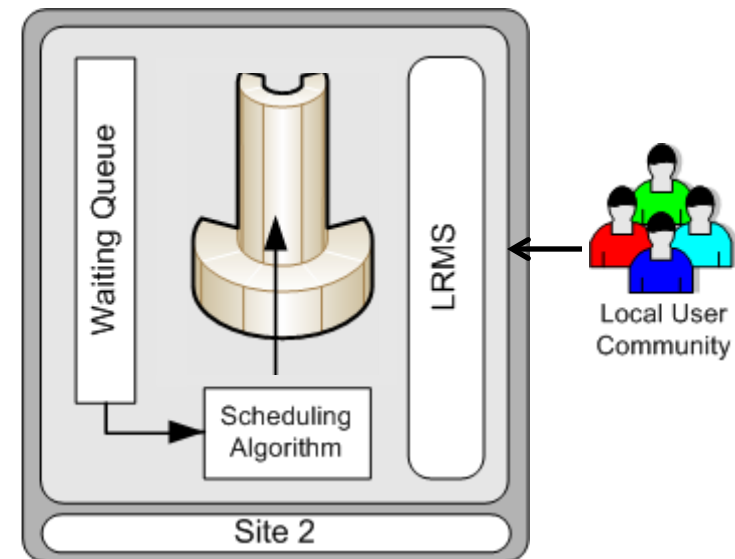 Waiting Queue
LRMS
Scheduling
Algorithm
Local User
Community
Site 2